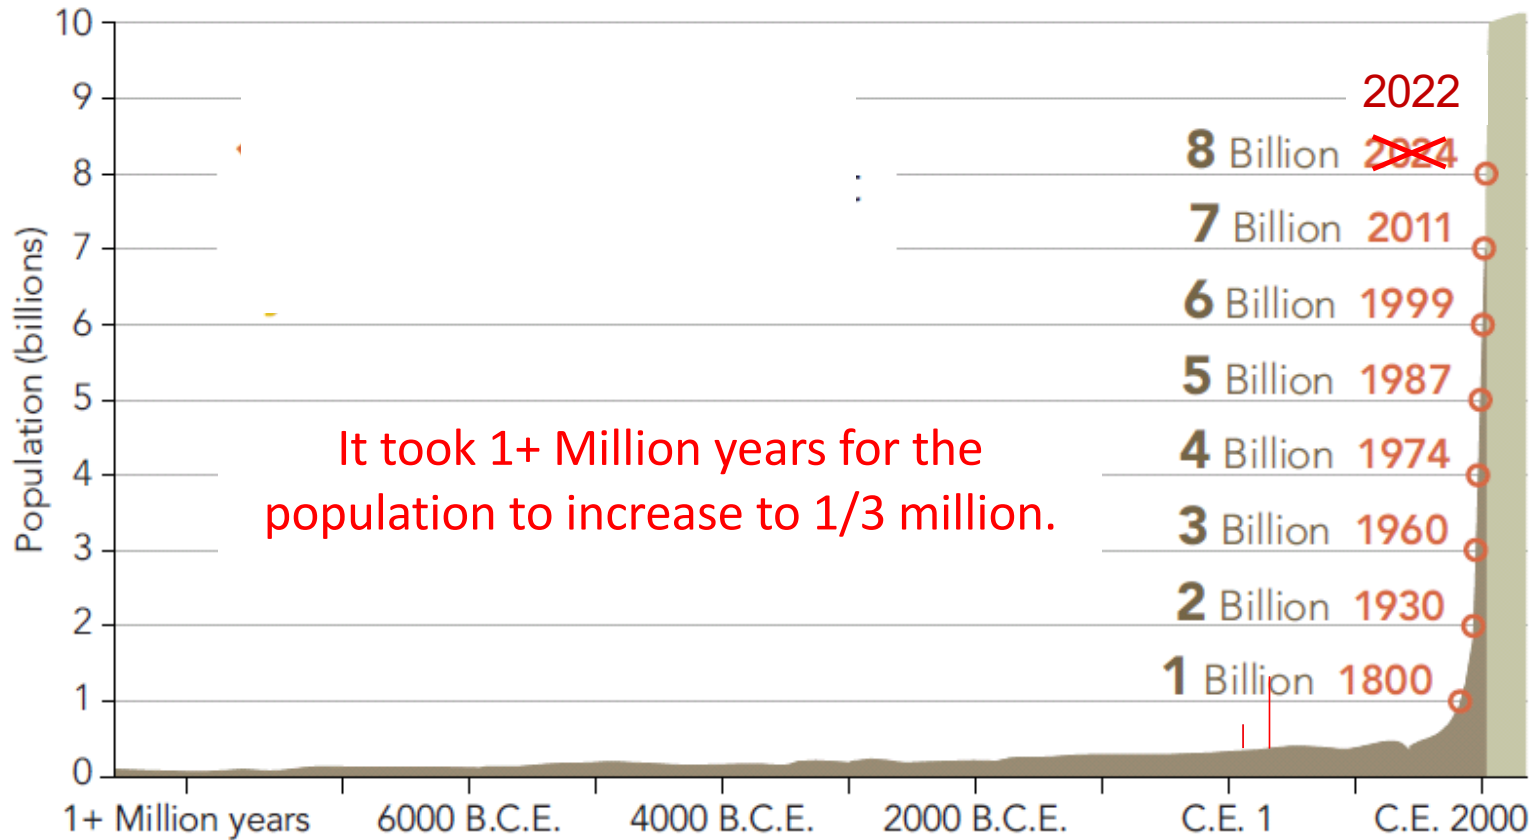 Population (billions)
10
9
8
7
6
5
4
3
2
1
0
2022
8 Billion 2024
7 Billion 2011
6 Billion 1999
5 Billion 1987
4 Billion 1974
3 Billion 1960
2 Billion 1930
1 Billion 1800
It took 1+ Million years for the
population to increase to 1/3 million.
1+ Million years 6000 B.C.E. 4000 B.C.E. 2000 B.C.E. C.E. 1 C.E. 2000